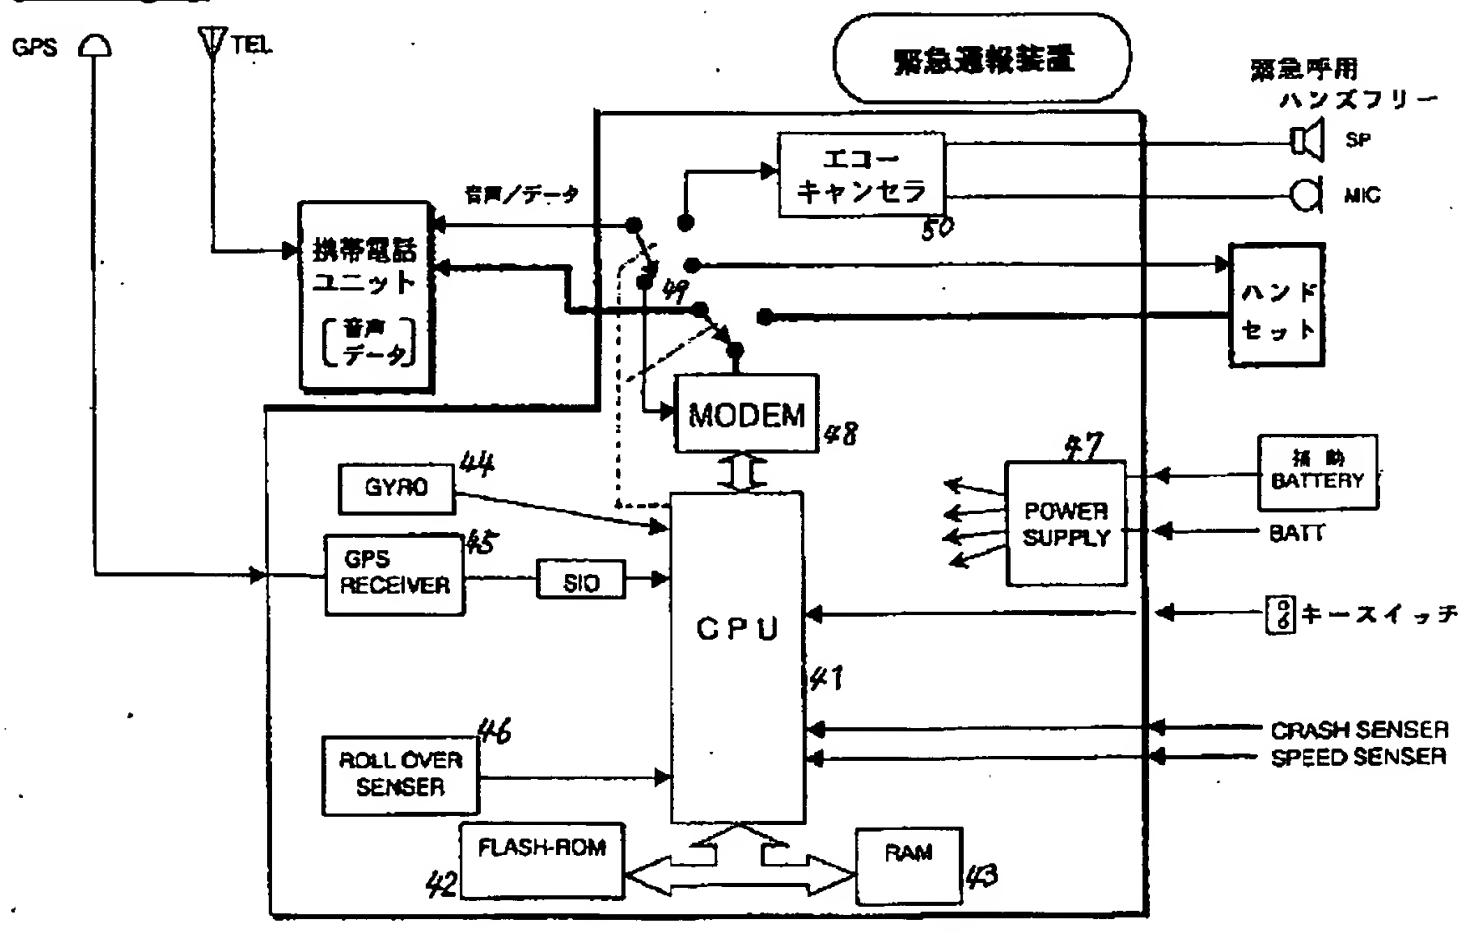 GPS
TEL
緊急通報装置
緊急呼用
ハンズフリー
SP
MIC
エコー
キャンセラ
50
音声/データ
携帯電話
ユニット
音声
データ
49
ハンド
セット
MODEM
48
44
GYRO
45
GPS
RECEIVER
SIO
CPU
41
47
POWER
SUPPLY
補助
BATTERY
BATT
キースイッチ
46
ROLL OVER
SENSER
CRASH SENSER
SPEED SENSER
FLASH-ROM
42
RAM
43